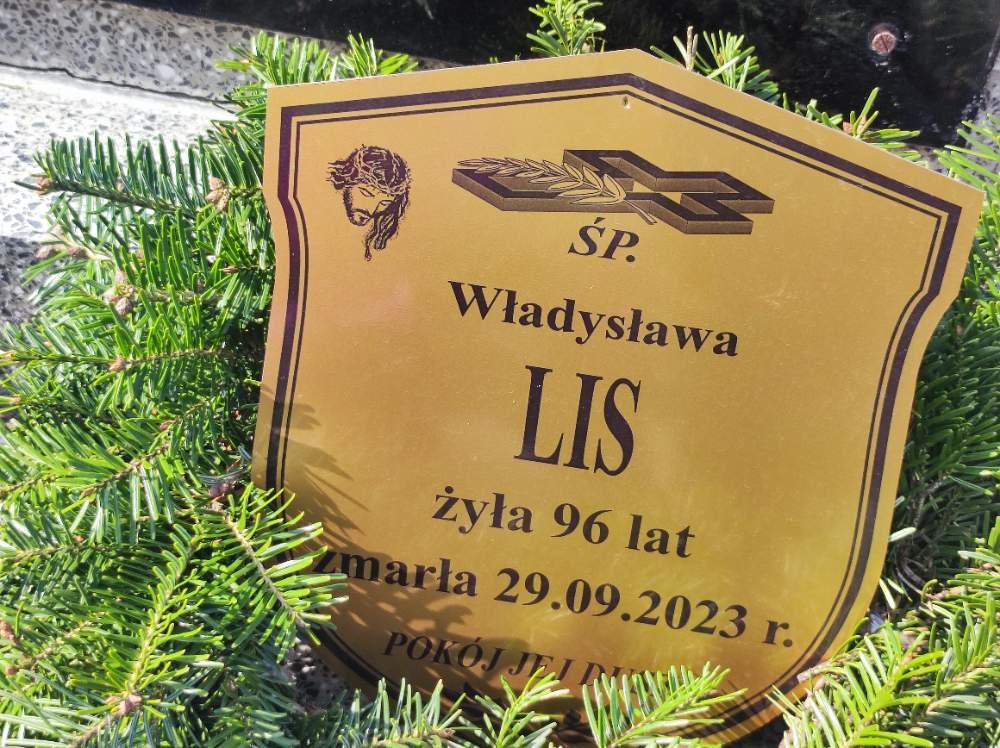 ŚP.
Władysława
LIS
żyła 96 lat
zmarła 29.09.2023 r.
POKÓJ JEJ